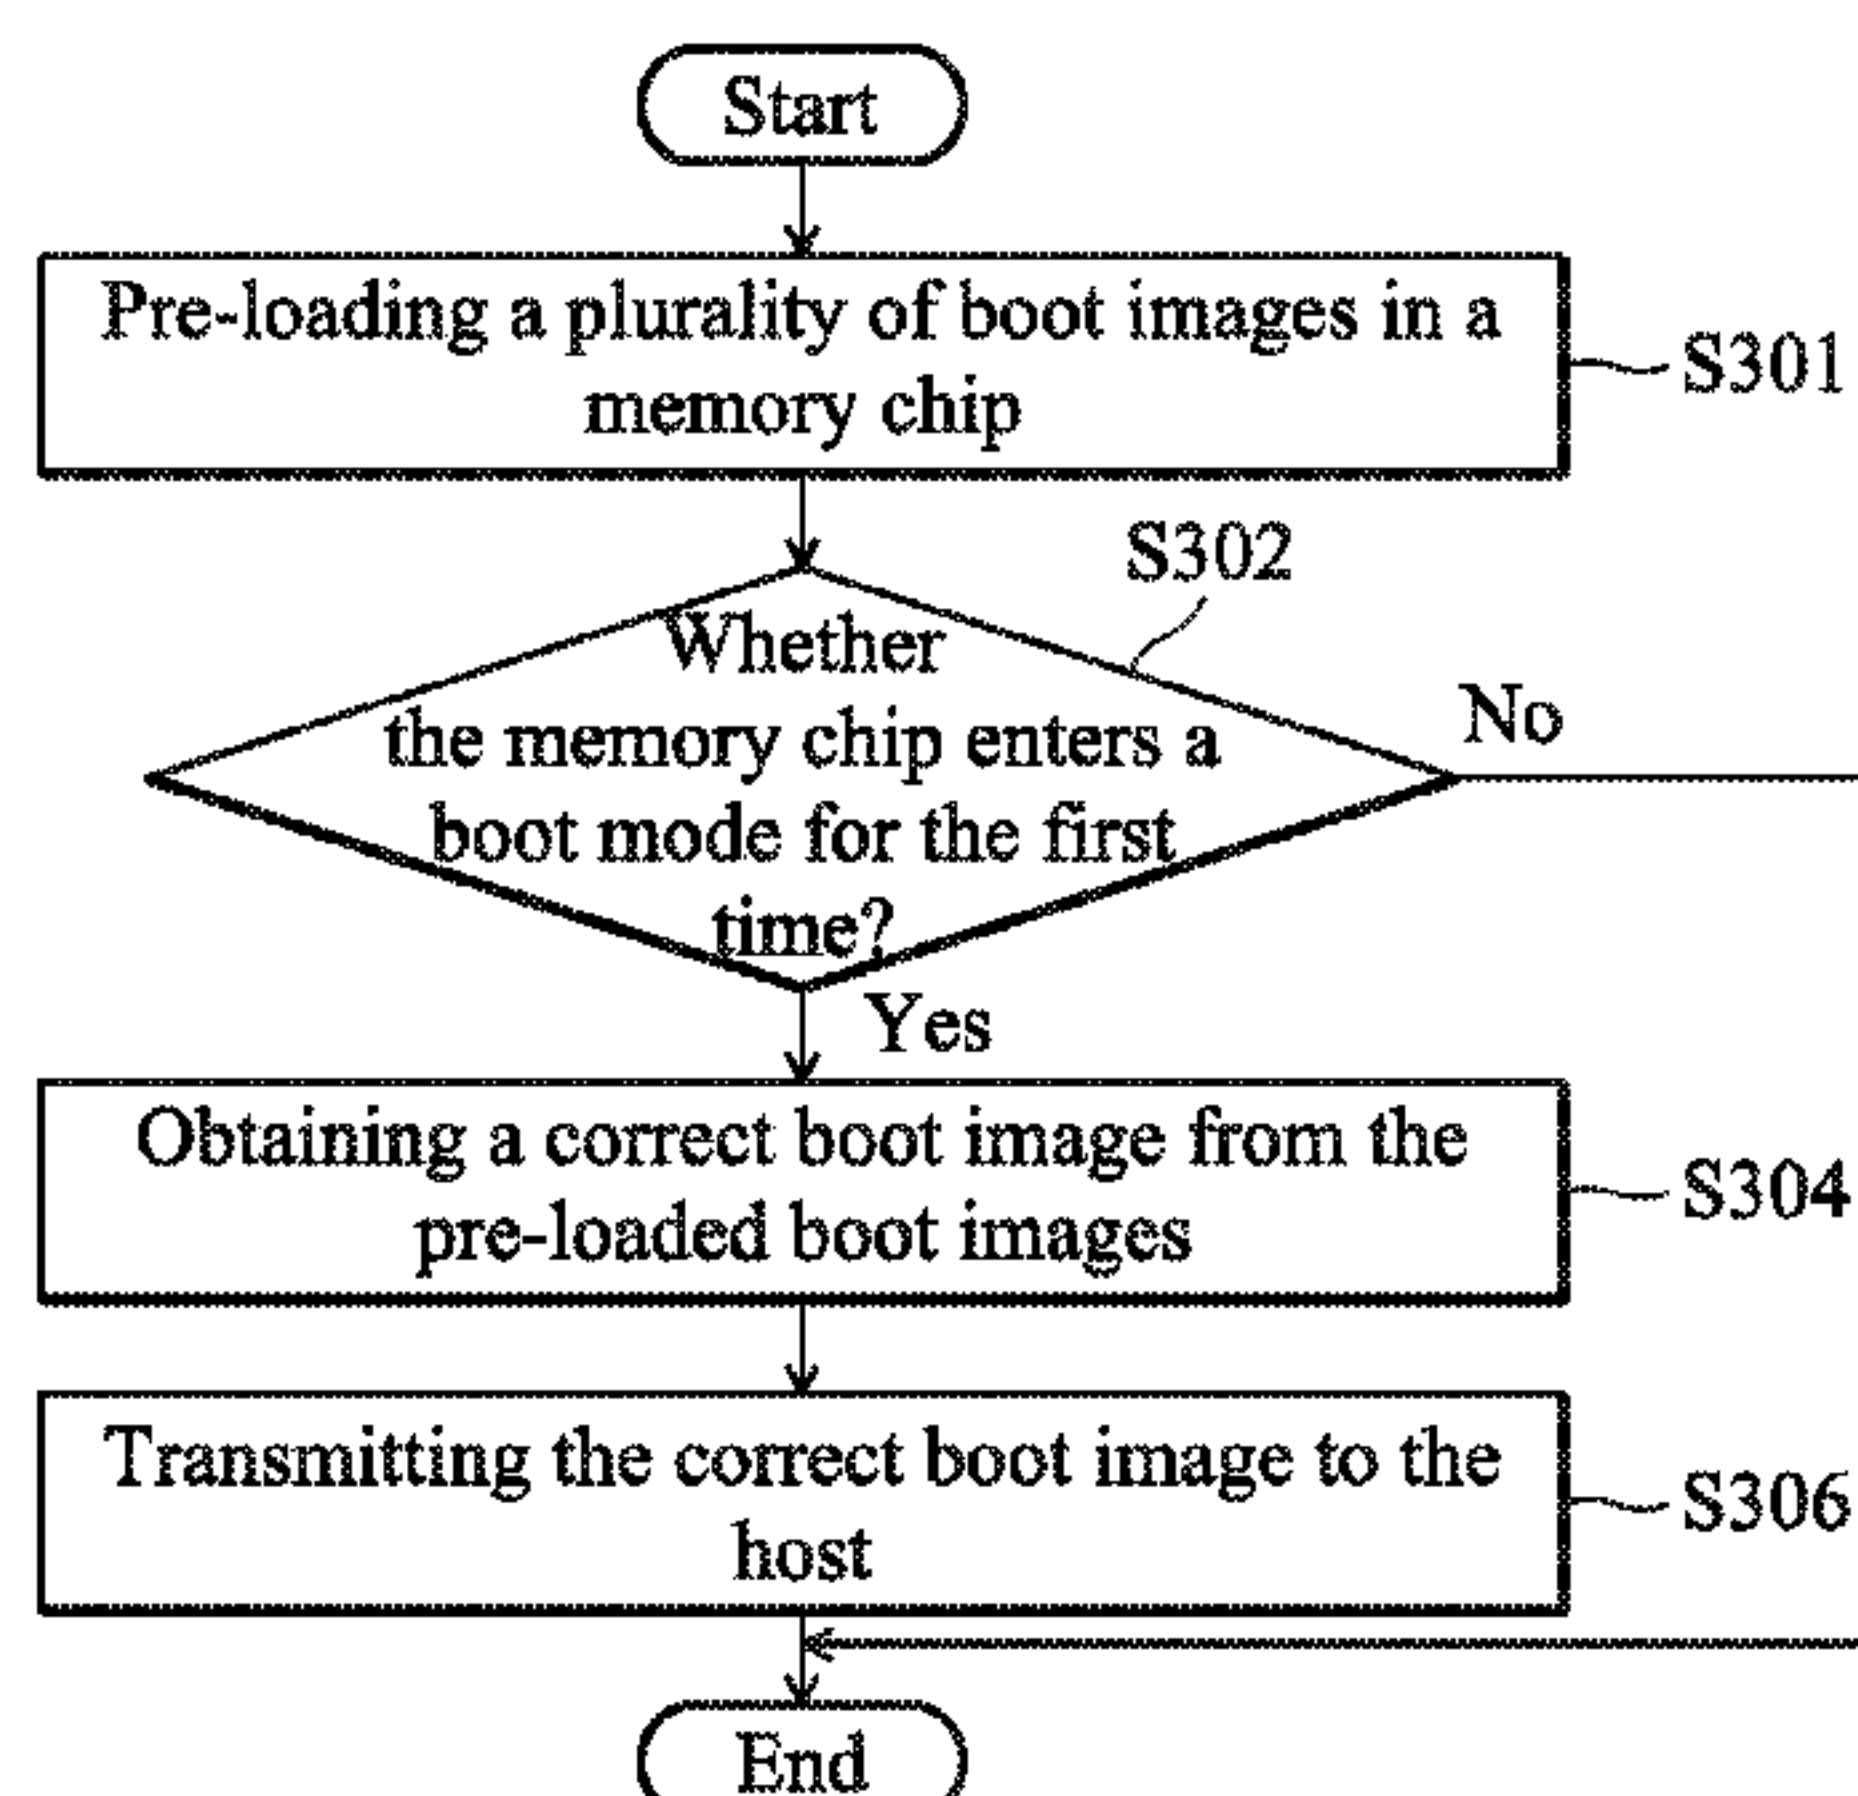 Start
Pre-loading a plurality of boot images in a
memory chip
S301
S302
Whether
the memory chip enters a
boot mode for the first
time?
No
Yes
Obtaining a correct boot image from the
pre-loaded boot images
S304
Transmitting the correct boot image to the
host
S306
End